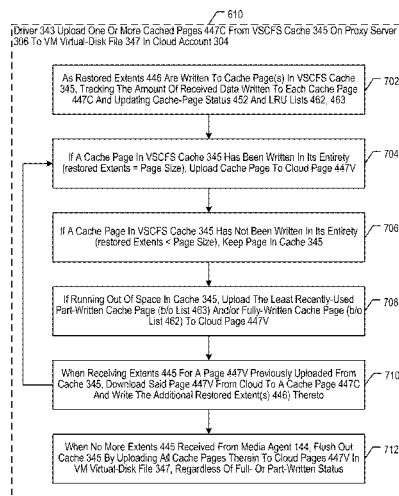 610
Driver 343 Upload One Or More Cached Pages 447C From VSCFS Cache 345 On Proxy Server
306 To VM Virtual-Disk File 347 In Cloud Account 304
As Restored Extents 446 Are Written To Cache Page(s) In VSCFS Cache
345, Tracking The Amount Of Received Data Written To Each Cache Page
447C And Updating Cache-Page Status 452 And LRU Lists 462, 463
702
If A Cache Page In VSCFS Cache 345 Has Been Written In Its Entirety
(restored Extents = Page Size), Upload Cache Page To Cloud Page 447V
704
If A Cache Page In VSCFS Cache 345 Has Not Been Written In Its Entirety
(restored Extents < Page Size), Keep Page In Cache 345
706
If Running Out Of Space In Cache 345, Upload The Least Recently-Used
Part-Written Cache Page (b/o List 463) And/or Fully-Written Cache Page (b/o
List 462) To Cloud Page 447V
708
When Receiving Extents 445 For A Page 447V Previously Uploaded From
Cache 345, Download Said Page 447V From Cloud To A Cache Page 447C
And Write The Additional Restored Extent(s) 446) Thereto
710
When No More Extents 445 Received From Media Agent 144, Flush Out
Cache 345 By Uploading All Cache Pages Therein To Cloud Pages 447V In
VM Virtual-Disk File 347, Regardless Of Full- Or Part-Written Status
712